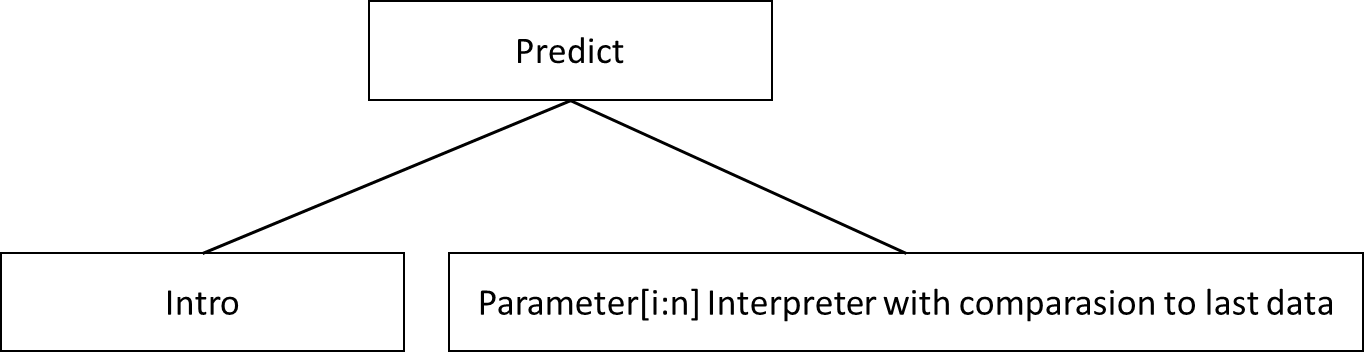 Predict
Intro
Parameter[i:n] Interpreter with comparasion to last data